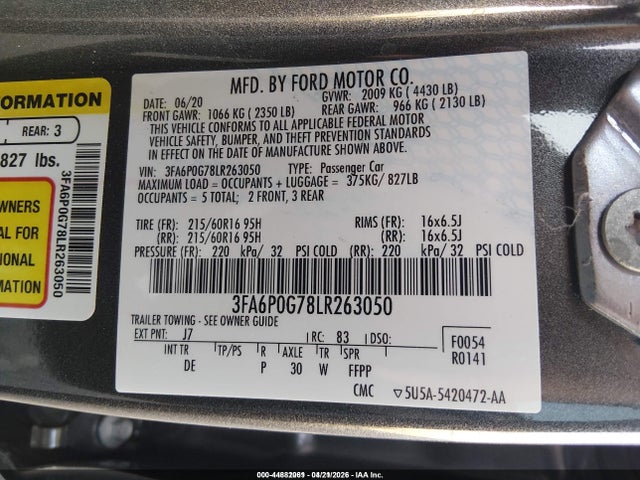 MFD. BY FORD MOTOR CO.
DATE: 06/20 GVWR: 2009 KG ( 4430 LB)
FRONT GAWR: 1066 KG ( 2350 LB) REAR GAWR: 966 KG ( 2130 LB)
THIS VEHICLE CONFORMS TO ALL APPLICABLE FEDERAL MOTOR
VEHICLE SAFETY, BUMPER, AND THEFT PREVENTION STANDARDS
IN EFFECT ON THE DATE OF MANUFACTURE SHOWN ABOVE.
VIN: 3FA6P0G78LR263050 TYPE: Passenger Car
MAXIMUM LOAD = OCCUPANTS + LUGGAGE = 375KG/ 827LB
OCCUPANTS = 5 TOTAL; 2 FRONT, 3 REAR
TIRE (FR): 215/60R16 95H RIMS (FR): 16x6.5J
(RR): 215/60R16 95H (RR): 16x6.5J
PRESSURE (FR): 220 kPa/ 32 PSI COLD (RR): 220 kPa/ 32 PSI COLD
3FA6P0G78LR263050
TRAILER TOWING - SEE OWNER GUIDE
EXT PNT: J7 RC: 83 DSO: F0054
INT TR TP/PS R AXLE TR SPR R0141
DE P 30 W FFPP
CMC ▽5U5A-5420472-AA
FORMATION
REAR: 3
827 lbs.
WNERS
AL FOR
TIONAL
MATION
3FA6P0G78LR263050
IAA Inc.